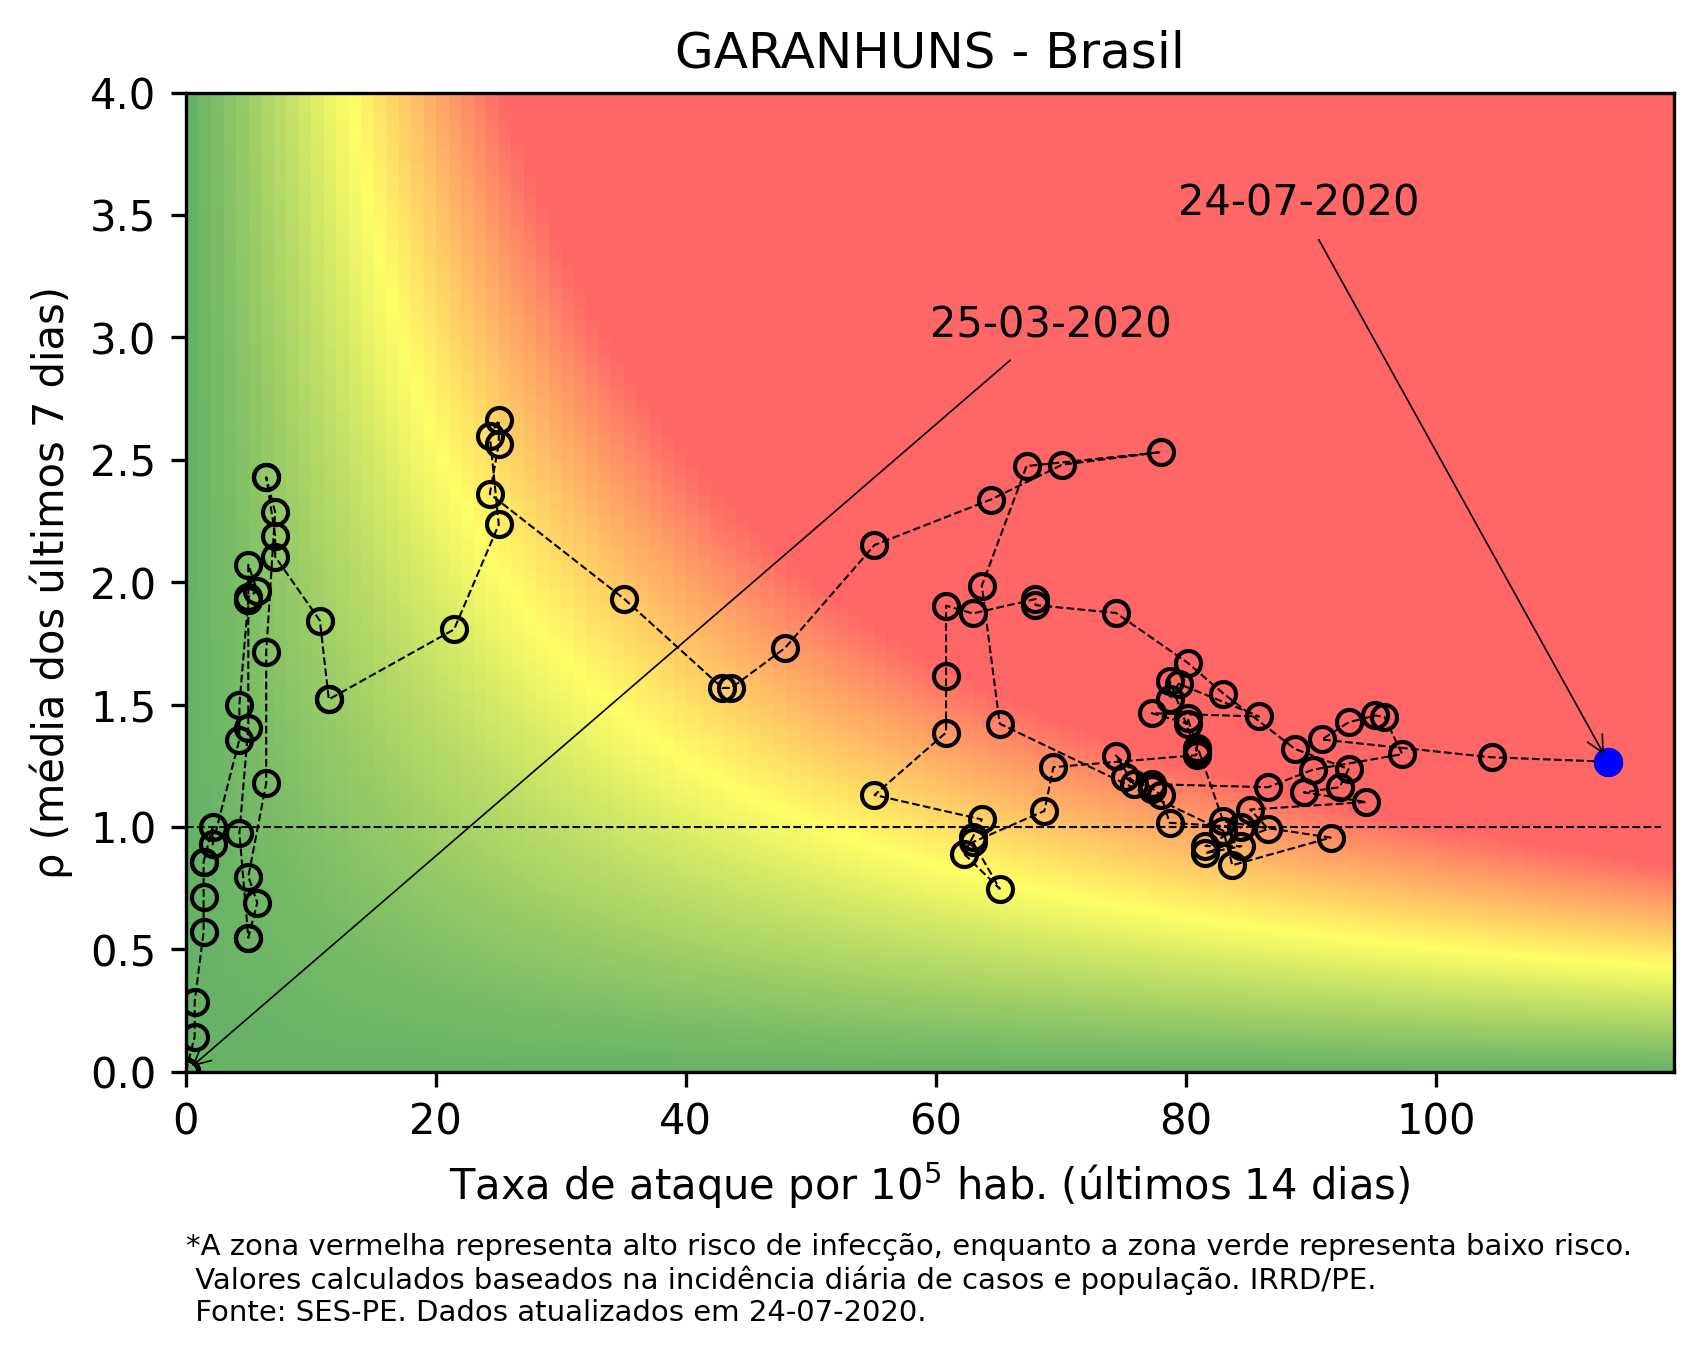 GARANHUNS - Brasil
4.0
3.5
3.0
2.5
2.0
1.5
1.0
0.5
0.0
ρ (média dos últimos 7 dias)
24-07-2020
25-03-2020
0 20 40 60 80 100
Taxa de ataque por 10⁵ hab. (últimos 14 dias)
*A zona vermelha representa alto risco de infecção, enquanto a zona verde representa baixo risco.
Valores calculados baseados na incidência diária de casos e população. IRRD/PE.
Fonte: SES-PE. Dados atualizados em 24-07-2020.